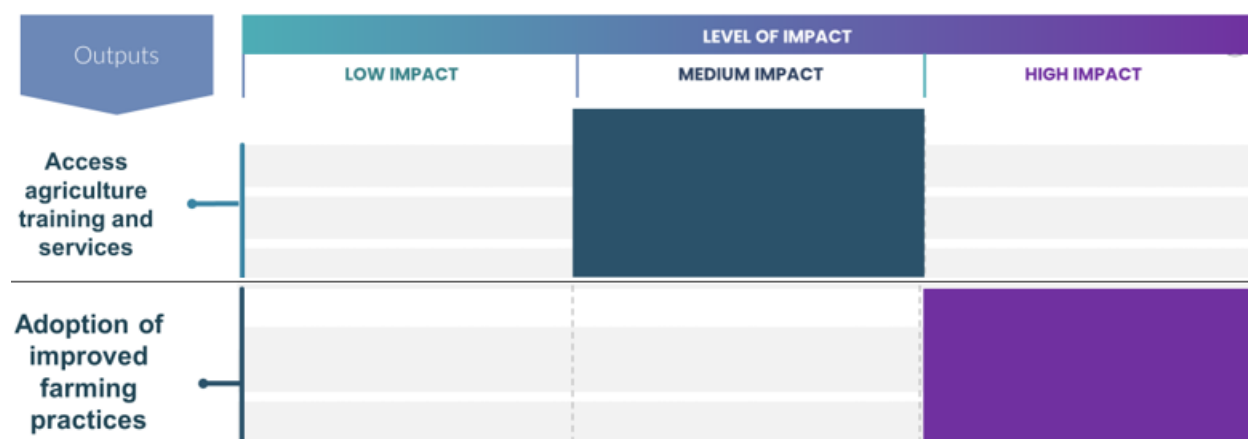 Outputs
LEVEL OF IMPACT
LOW IMPACT
MEDIUM IMPACT
HIGH IMPACT
Access
agriculture
training and
services
Adoption of
improved
farming
practices